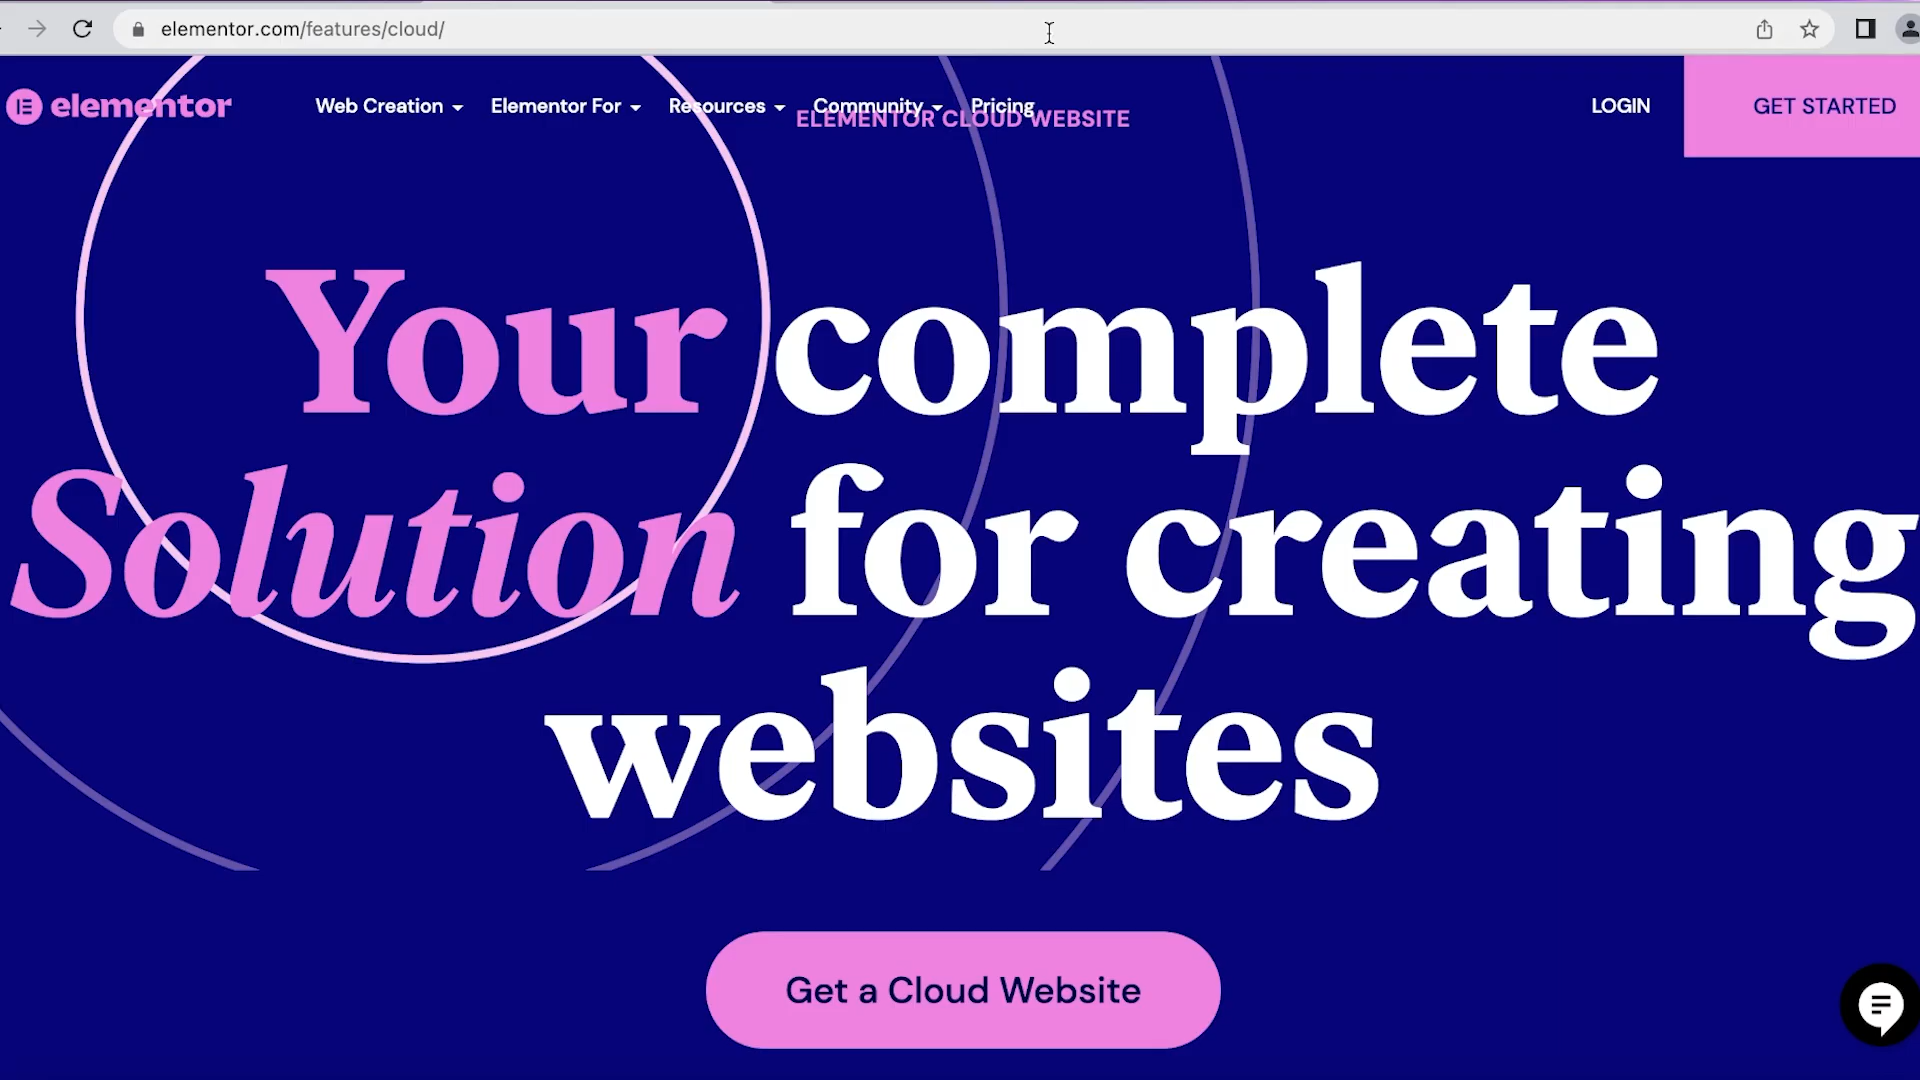 elementor.com/features/cloud/
elementor
Web Creation
Elementor For
Resources
Community
Pricing
LOGIN
GET STARTED
ELEMENTOR CLOUD WEBSITE
Your complete
Solution for creating
websites
Get a Cloud Website